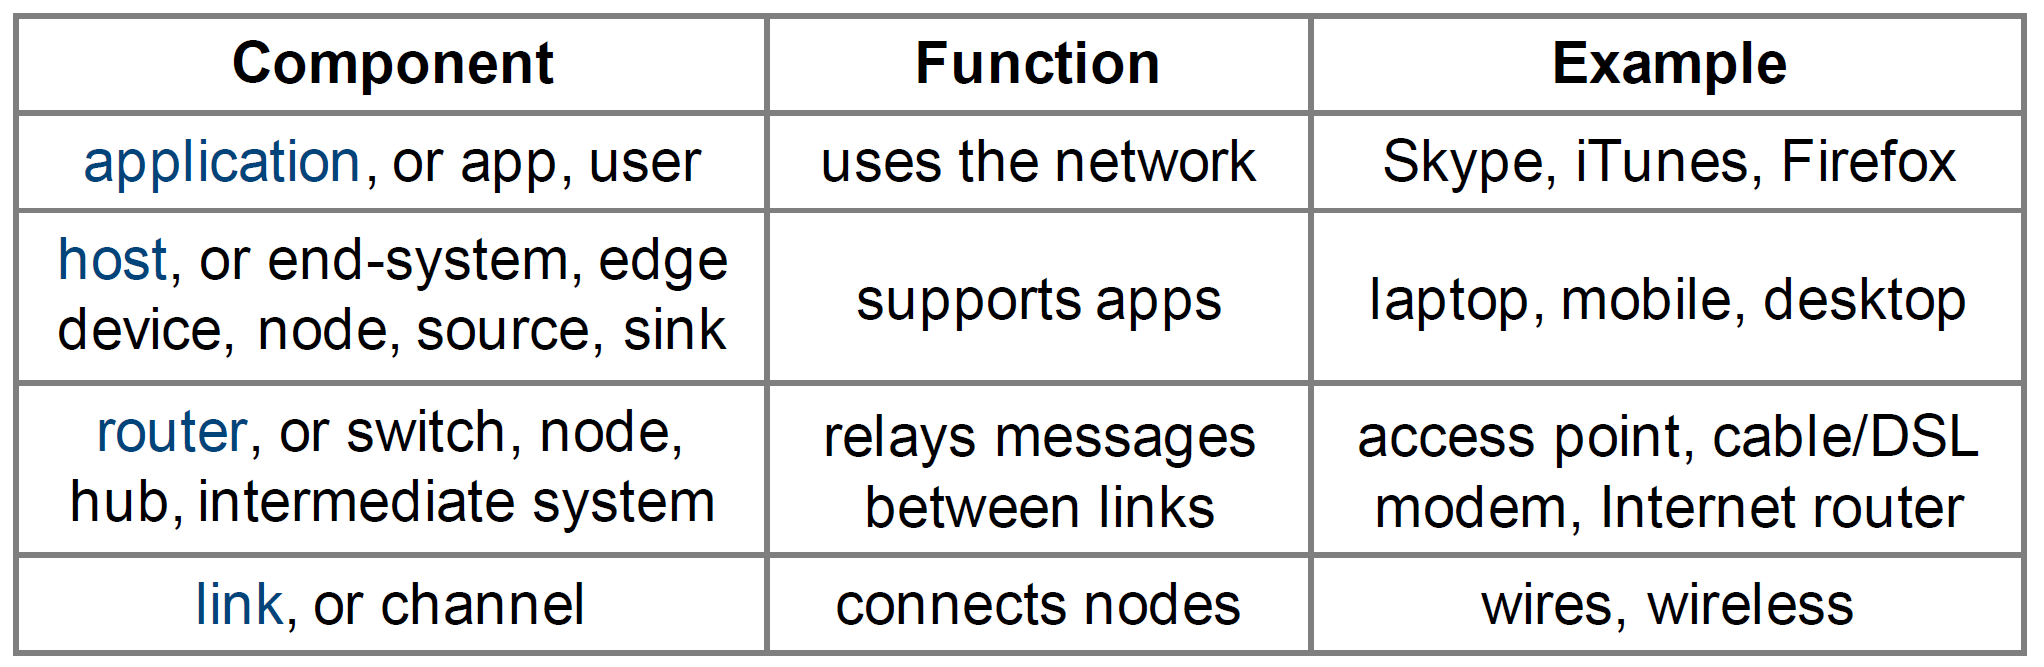 Component
Function
Example
application, or app, user
uses the network
Skype, iTunes, Firefox
host, or end-system, edge
device, node, source, sink
supports apps
laptop, mobile, desktop
router, or switch, node,
hub, intermediate system
relays messages
between links
access point, cable/DSL
modem, Internet router
link, or channel
connects nodes
wires, wireless